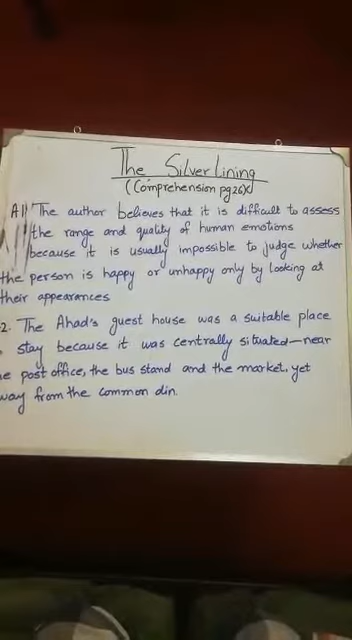 The Silver Lining
(Comprehension pg 26)
A1) The author believes that it is difficult to assess
the range and quality of human emotions
because it is usually impossible to judge whether
the person is happy or unhappy only by looking at
their appearances
2. The Ahad's guest house was a suitable place
stay because it was centrally situated-near
e post office, the bus stand and the market, yet
way from the common din.